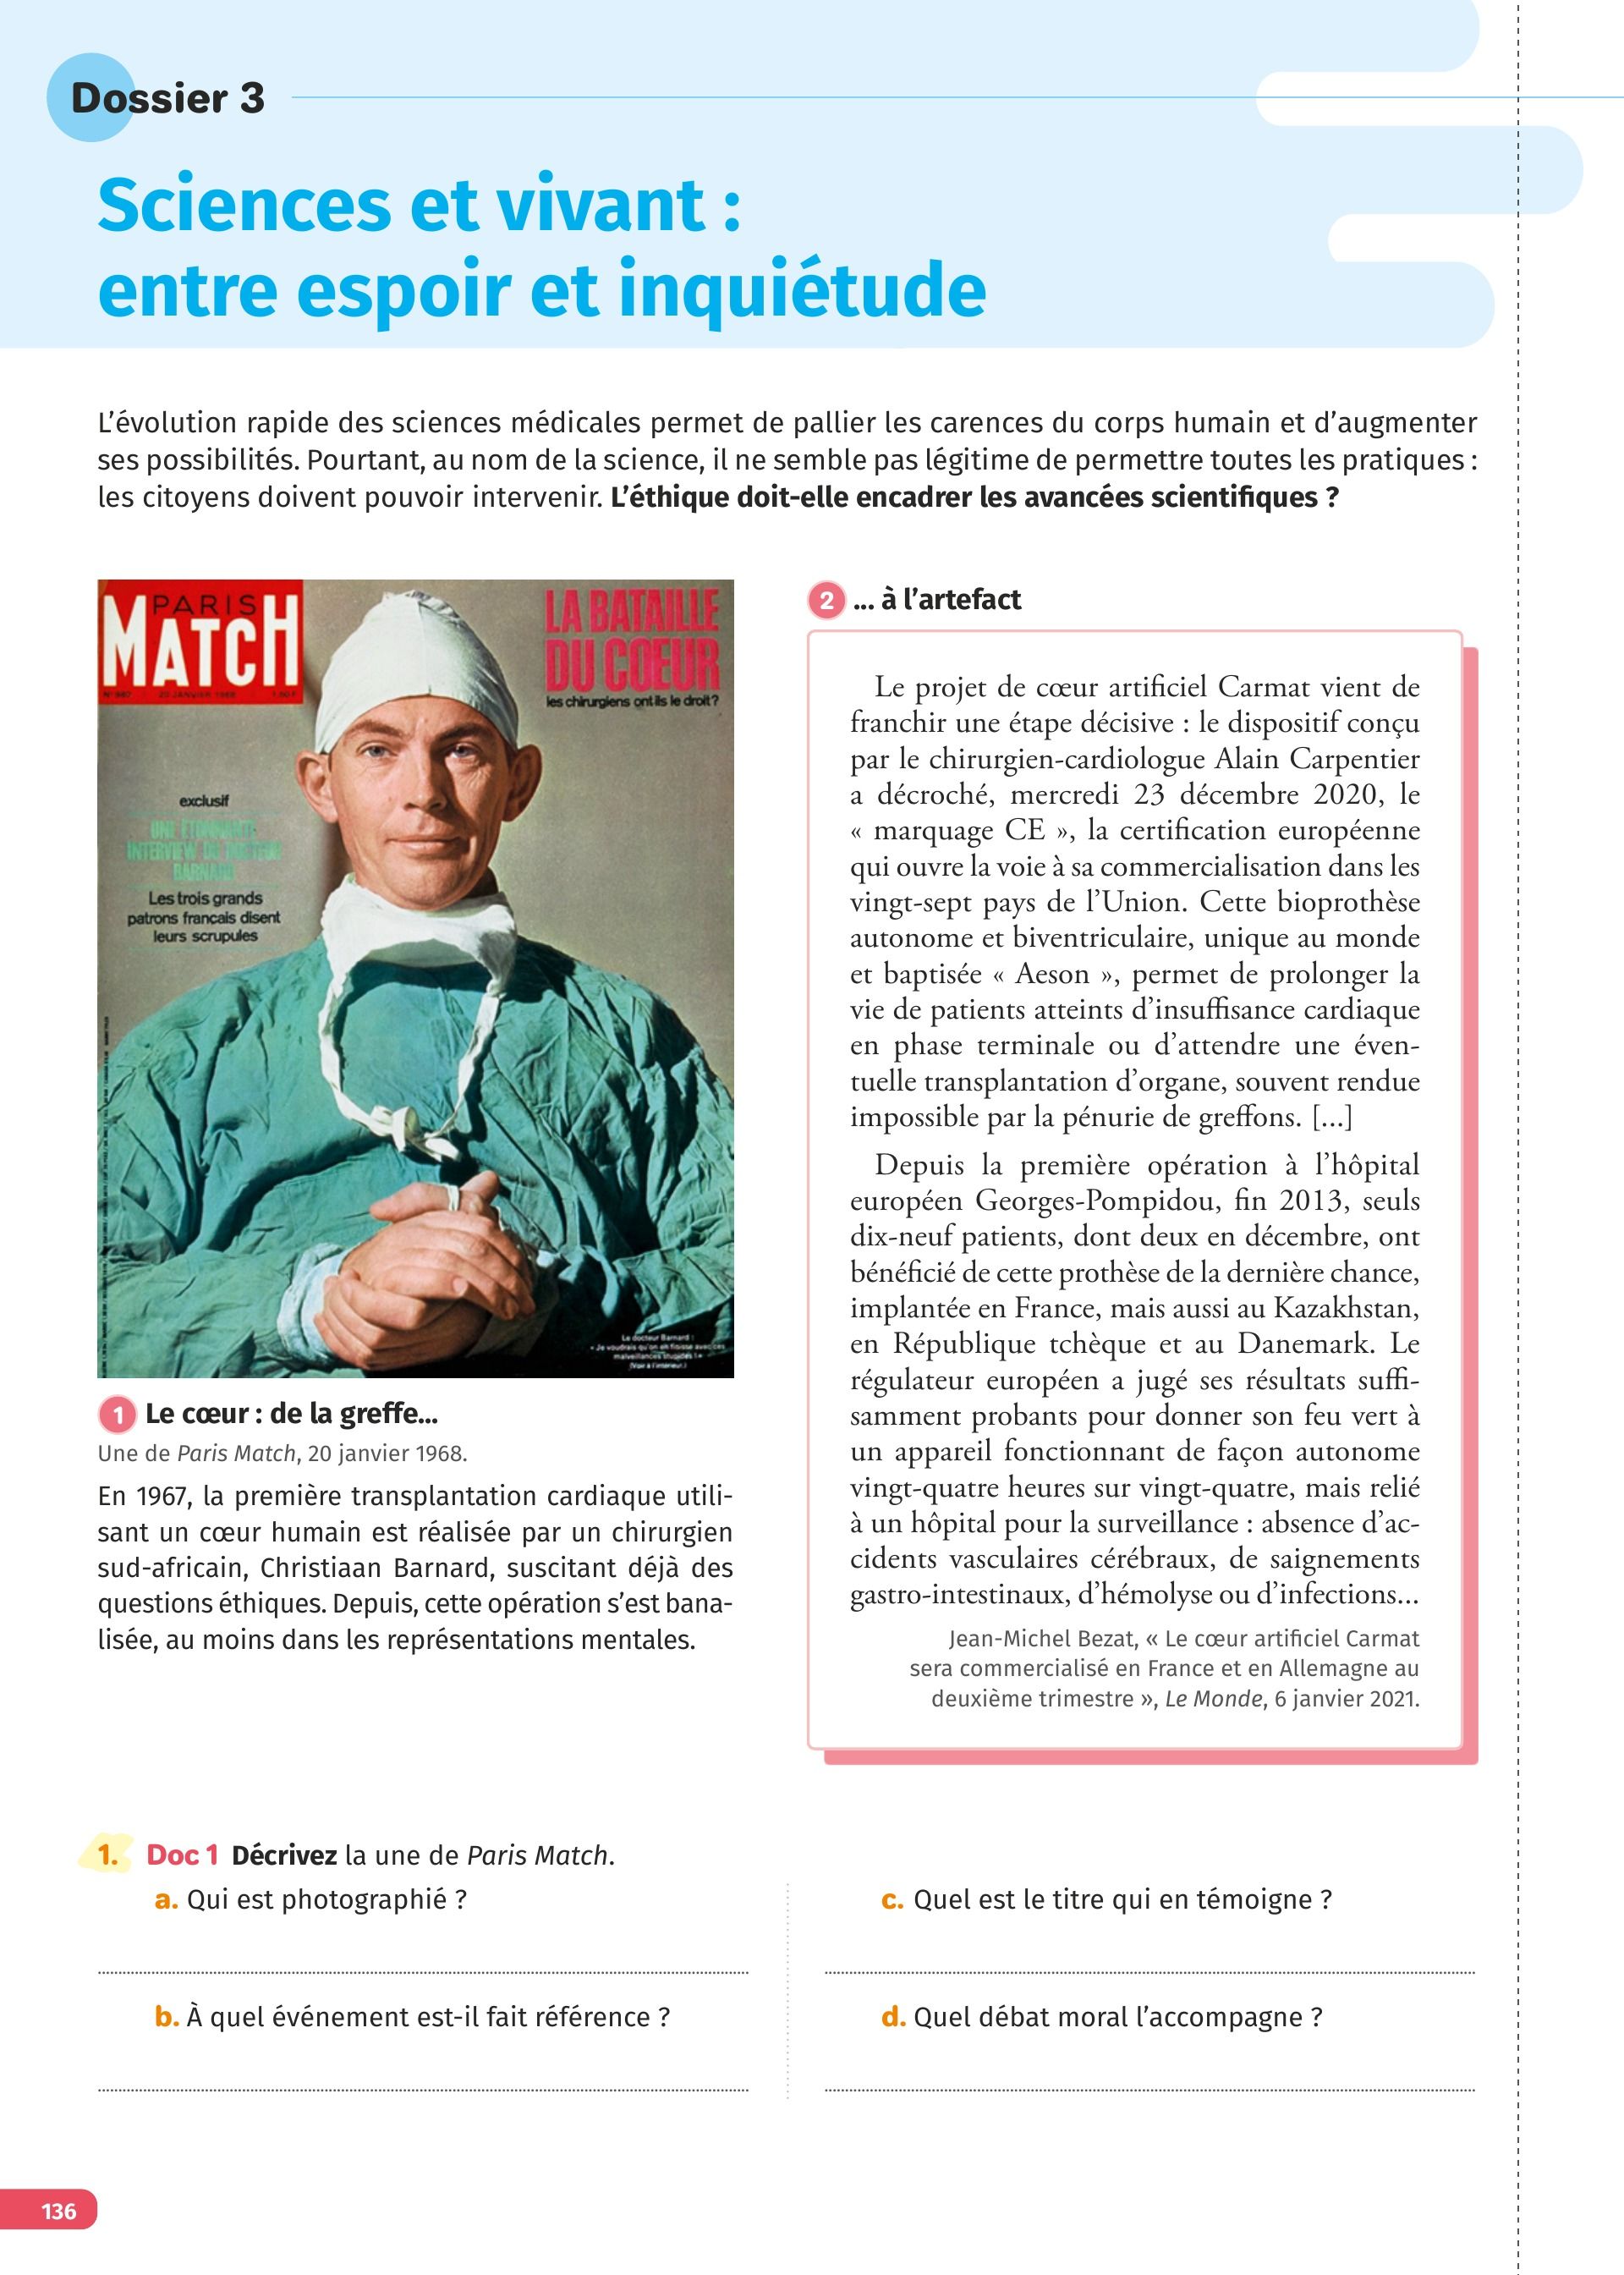 Dossier 3
Sciences et vivant :
entre espoir et inquiétude
L’évolution rapide des sciences médicales permet de pallier les carences du corps humain et d’augmenter
ses possibilités. Pourtant, au nom de la science, il ne semble pas légitime de permettre toutes les pratiques :
les citoyens doivent pouvoir intervenir. L’éthique doit-elle encadrer les avancées scientifiques ?
PARIS
MATCH
N° 980 20 JANVIER 1968 1,50 F
LA BATAILLE
DU CŒUR
les chirurgiens ont ils le droit?
exclusif
UNE ETONNANTE
INTERVIEW DU DOCTEUR
BARNARD
Les trois grands
patrons francais disent
leurs scrupules
Le docteur Barnard :
« Je voudrais qu'on en finisse avec ces
malveillances stupides ! »
(Voir à l'intérieur.)
1 Le cœur : de la greffe...
Une de Paris Match, 20 janvier 1968.
En 1967, la première transplantation cardiaque utili-
sant un cœur humain est réalisée par un chirurgien
sud-africain, Christiaan Barnard, suscitant déjà des
questions éthiques. Depuis, cette opération s’est bana-
lisée, au moins dans les représentations mentales.
2 ... à l’artefact
Le projet de cœur artificiel Carmat vient de
franchir une étape décisive : le dispositif conçu
par le chirurgien-cardiologue Alain Carpentier
a décroché, mercredi 23 décembre 2020, le
« marquage CE », la certification européenne
qui ouvre la voie à sa commercialisation dans les
vingt-sept pays de l’Union. Cette bioprothèse
autonome et biventriculaire, unique au monde
et baptisée « Aeson », permet de prolonger la
vie de patients atteints d’insuffisance cardiaque
en phase terminale ou d’attendre une éven-
tuelle transplantation d’organe, souvent rendue
impossible par la pénurie de greffons. [...]
Depuis la première opération à l’hôpital
européen Georges-Pompidou, fin 2013, seuls
dix-neuf patients, dont deux en décembre, ont
bénéficié de cette prothèse de la dernière chance,
implantée en France, mais aussi au Kazakhstan,
en République tchèque et au Danemark. Le
régulateur européen a jugé ses résultats suffi-
samment probants pour donner son feu vert à
un appareil fonctionnant de façon autonome
vingt-quatre heures sur vingt-quatre, mais relié
à un hôpital pour la surveillance : absence d’ac-
cidents vasculaires cérébraux, de saignements
gastro-intestinaux, d’hémolyse ou d’infections...
Jean-Michel Bezat, « Le cœur artificiel Carmat
sera commercialisé en France et en Allemagne au
deuxième trimestre », Le Monde, 6 janvier 2021.
1. Doc 1 Décrivez la une de Paris Match.
a. Qui est photographié ?
b. À quel événement est-il fait référence ?
c. Quel est le titre qui en témoigne ?
d. Quel débat moral l’accompagne ?
136